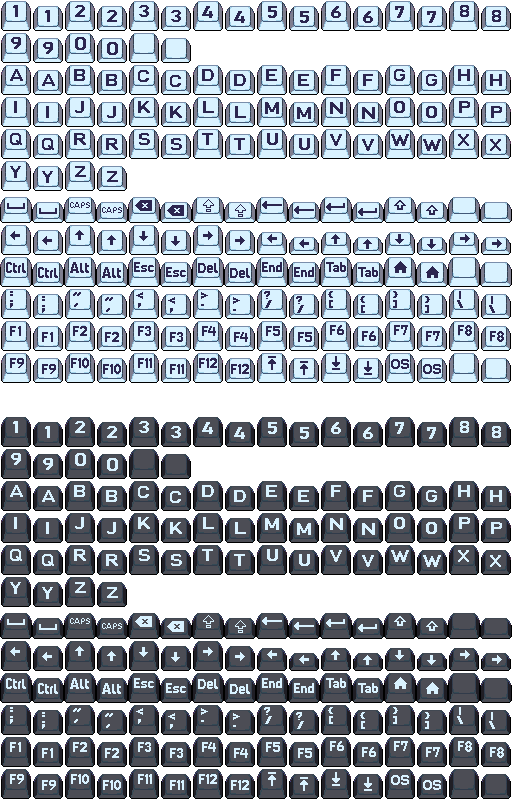 1 1 2 2 3 3 4 4 5 5 6 6 7 7 8 8
9 9 0 0
A A B B C C D D E E F F G G H H
I I J J K K L L M M N N O O P P
Q Q R R S S T T U U V V W W X X
Y Y Z Z
CAPS CAPS
← ← ↑ ↑ ↓ ↓ → → ← ← ↑ ↑ ↓ ↓ → →
Ctrl Ctrl Alt Alt Esc Esc Del Del End End Tab Tab
: ; : ; " , " , < , < , > . > . ? / ? / { [ { [ } ] } ] | \ | \
F1 F1 F2 F2 F3 F3 F4 F4 F5 F5 F6 F6 F7 F7 F8 F8
F9 F9 F10 F10 F11 F11 F12 F12 OS OS
1 1 2 2 3 3 4 4 5 5 6 6 7 7 8 8
9 9 0 0
A A B B C C D D E E F F G G H H
I I J J K K L L M M N N O O P P
Q Q R R S S T T U U V V W W X X
Y Y Z Z
CAPS CAPS
← ← ↑ ↑ ↓ ↓ → → ← ← ↑ ↑ ↓ ↓ → →
Ctrl Ctrl Alt Alt Esc Esc Del Del End End Tab Tab
: ; : ; " , " , < , < , > . > . ? / ? / { [ { [ } ] } ] | \ | \
F1 F1 F2 F2 F3 F3 F4 F4 F5 F5 F6 F6 F7 F7 F8 F8
F9 F9 F10 F10 F11 F11 F12 F12 OS OS